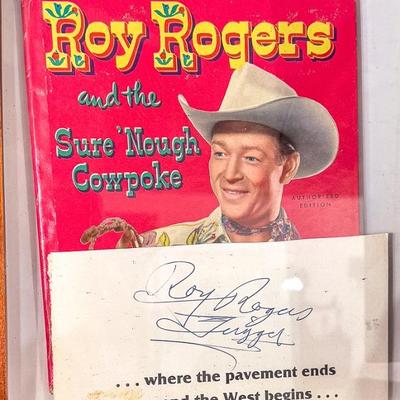 Roy Rogers
and the
Sure 'Nough
Cowpoke
AUTHORIZED
EDITION
Roy Rogers
& Trigger
. . . where the pavement ends
and the West begins . . .